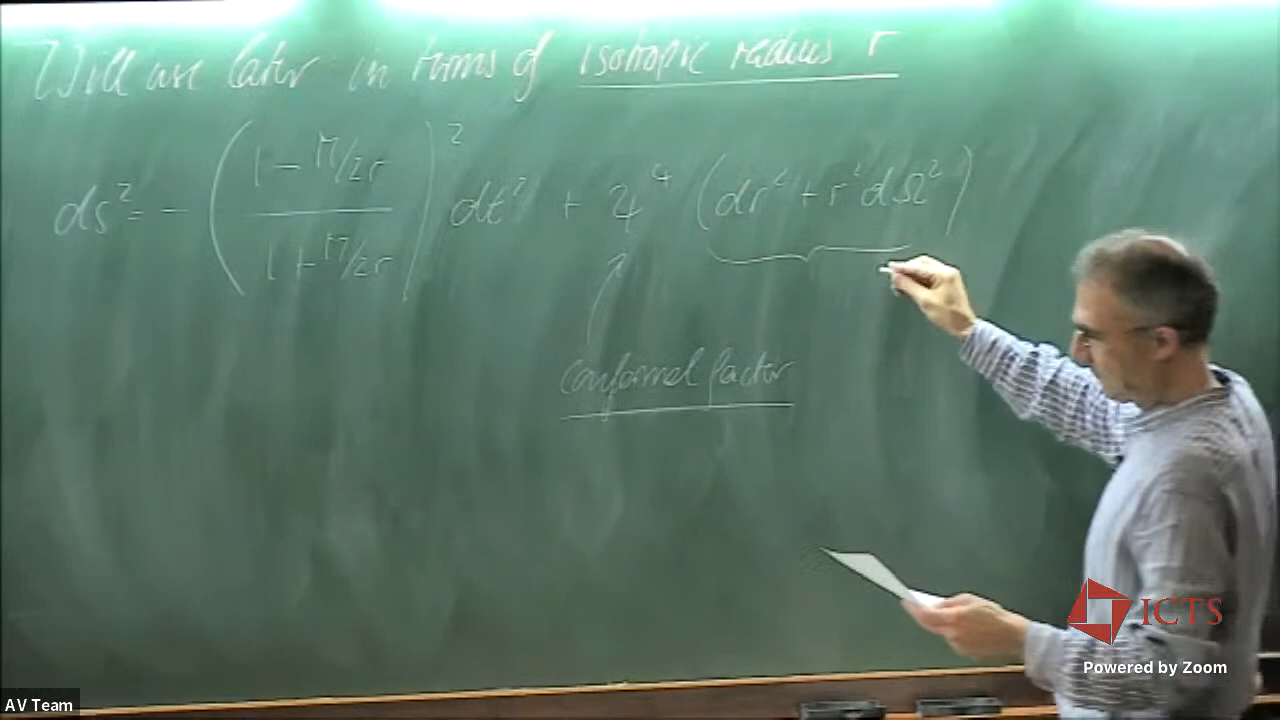 Will use later in terms of isotropic radius r
ds² = - ( (1 - M/2r) / (1 + M/2r) )² dt² + ψ⁴ (dr² + r² dΩ²)
conformal factor
ICTS
Powered by Zoom
AV Team